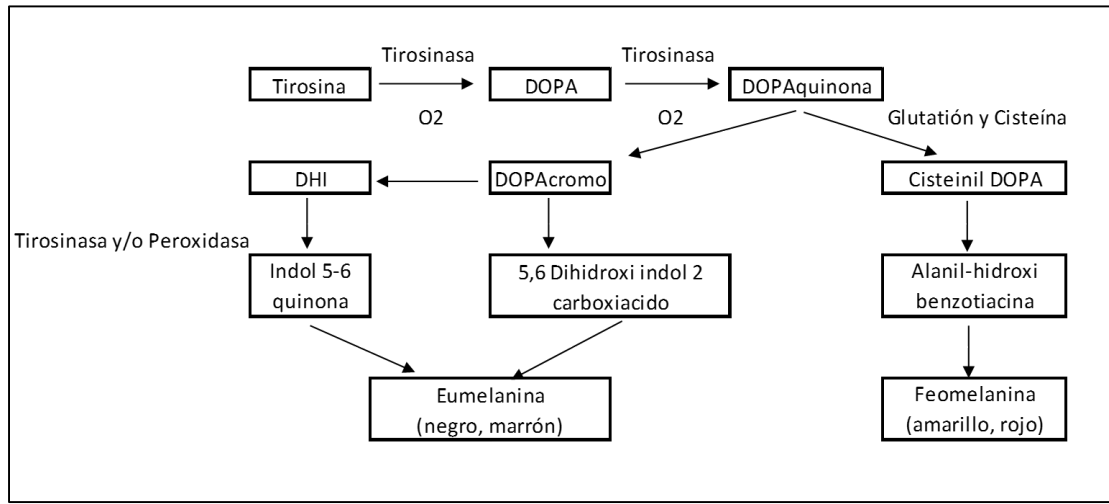 Tirosinasa
Tirosinasa
Tirosina
DOPA
DOPAquinona
O2
O2
Glutatión y Cisteína
DHI
DOPAcromo
Cisteinil DOPA
Tirosinasa y/o Peroxidasa
Indol 5-6
quinona
5,6 Dihidroxi indol 2
carboxiacido
Alanil-hidroxi
benzotiacina
Eumelanina
(negro, marrón)
Feomelanina
(amarillo, rojo)